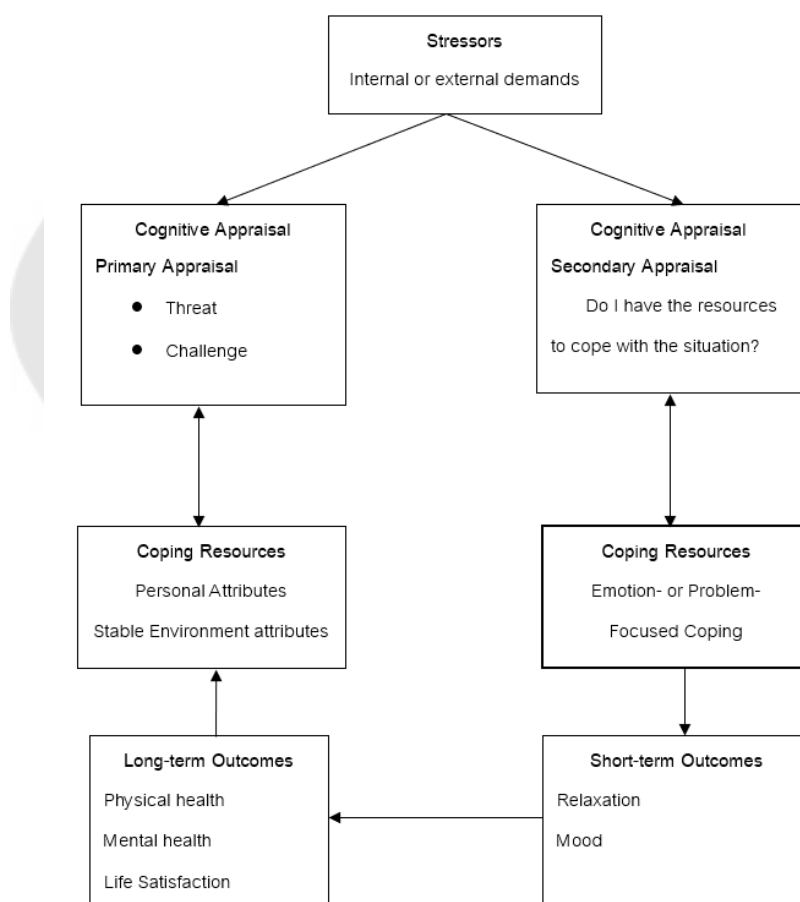 Stressors
Internal or external demands
Cognitive Appraisal
Primary Appraisal
● Threat
● Challenge
Cognitive Appraisal
Secondary Appraisal
Do I have the resources
to cope with the situation?
Coping Resources
Personal Attributes
Stable Environment attributes
Coping Resources
Emotion- or Problem-
Focused Coping
Long-term Outcomes
Physical health
Mental health
Life Satisfaction
Short-term Outcomes
Relaxation
Mood